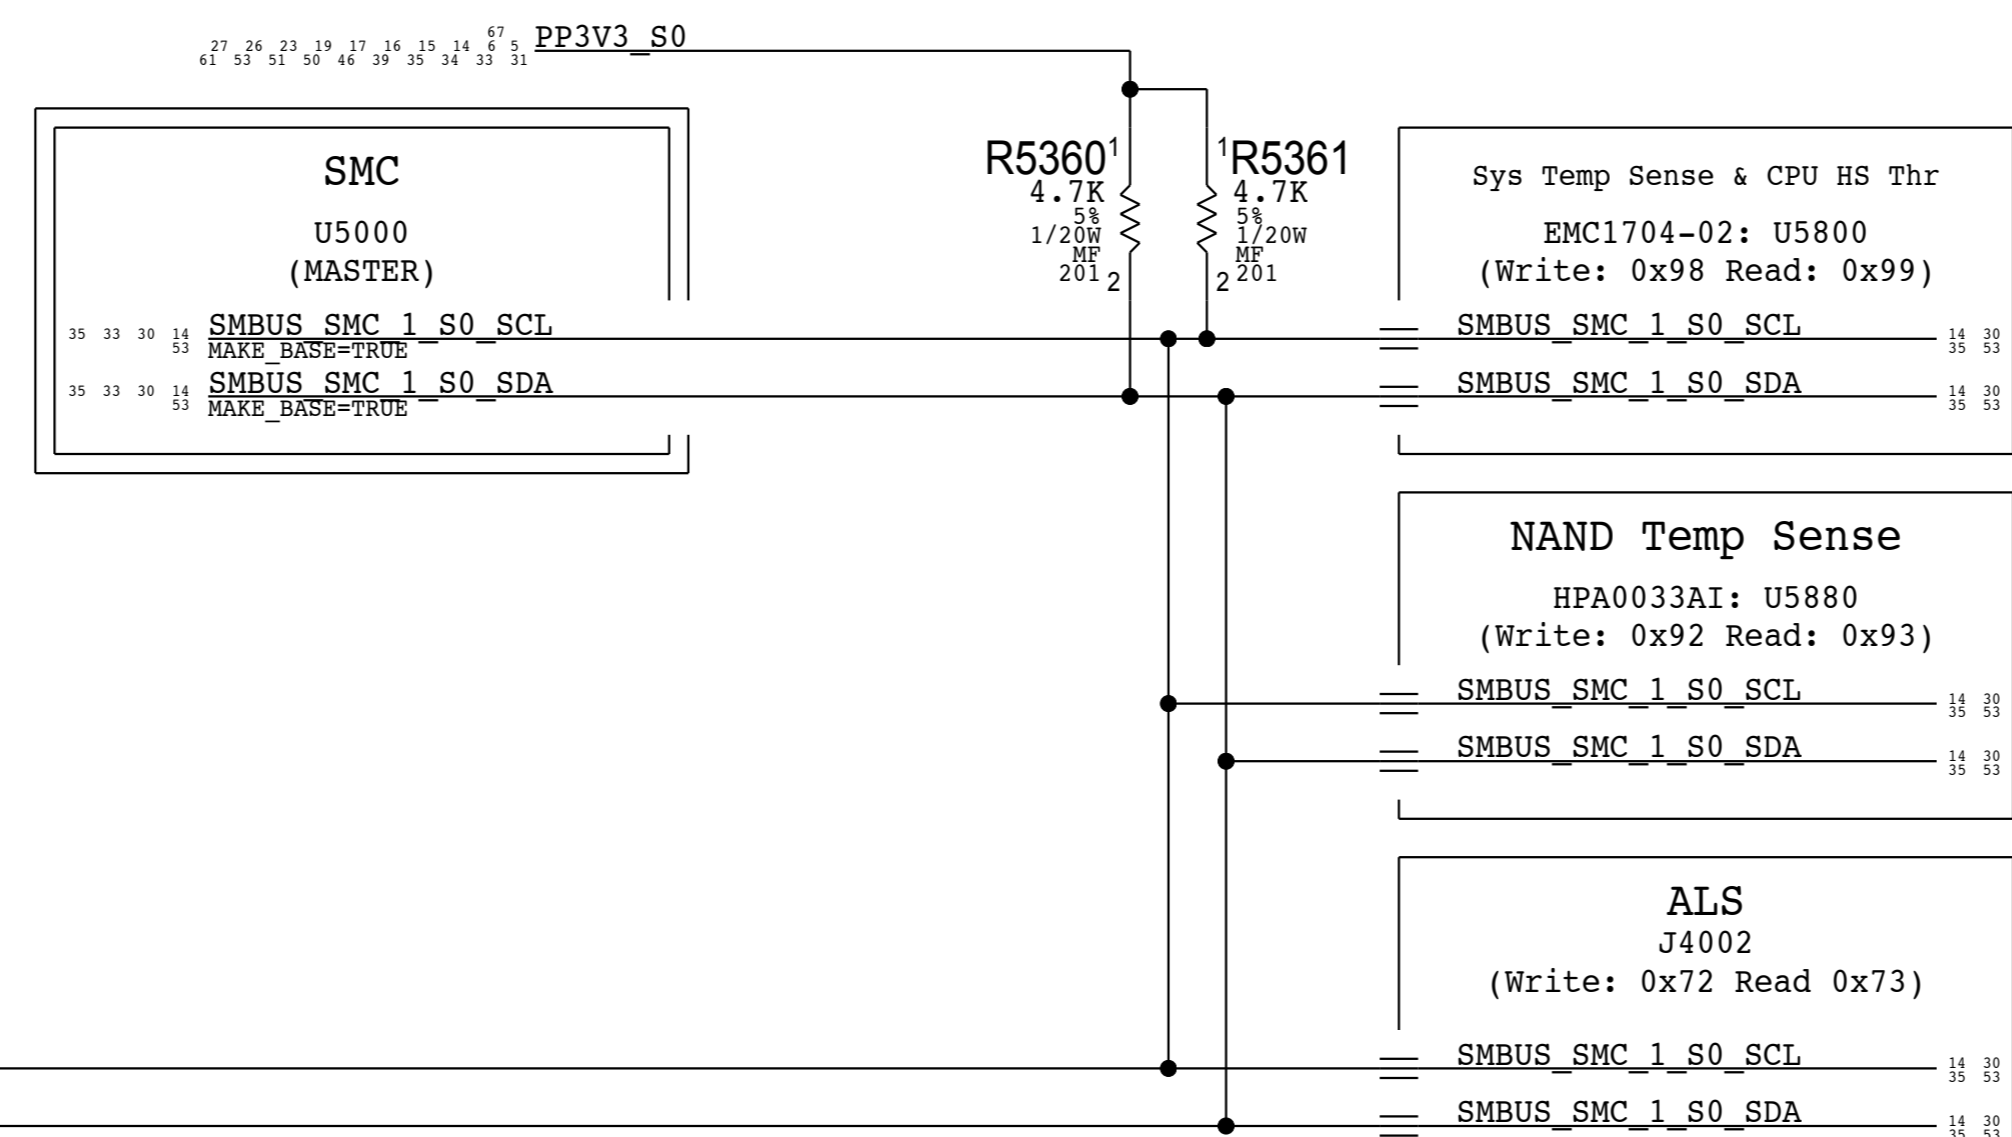 67
27 26 23 19 17 16 15 14 6 5 PP3V3_S0
61 53 51 50 46 39 35 34 33 31
SMC
U5000
(MASTER)
35 33 30 14 SMBUS_SMC_1_S0_SCL
53 MAKE_BASE=TRUE
35 33 30 14 SMBUS_SMC_1_S0_SDA
53 MAKE_BASE=TRUE
R5360 1
4.7K
5%
1/20W
MF
201 2
1 R5361
4.7K
5%
1/20W
MF
2 201
Sys Temp Sense & CPU HS Thr
EMC1704-02: U5800
(Write: 0x98 Read: 0x99)
SMBUS_SMC_1_S0_SCL 14 30
35 53
SMBUS_SMC_1_S0_SDA 14 30
35 53
NAND Temp Sense
HPA0033AI: U5880
(Write: 0x92 Read: 0x93)
SMBUS_SMC_1_S0_SCL 14 30
35 53
SMBUS_SMC_1_S0_SDA 14 30
35 53
ALS
J4002
(Write: 0x72 Read 0x73)
SMBUS_SMC_1_S0_SCL 14 30
35 53
SMBUS_SMC_1_S0_SDA 14 30
35 53